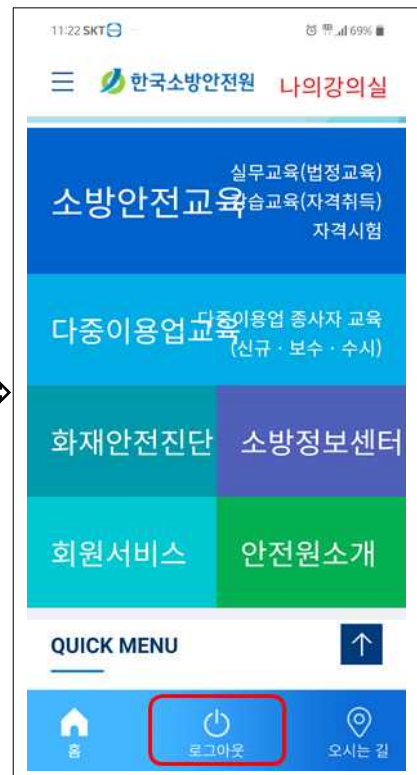 11:22 SKT
69%
한국소방안전원 나의강의실
실무교육(법정교육)
소방안전교육
강습교육(자격취득)
자격시험
다중이용업교육
다중이용업 종사자 교육
(신규 · 보수 · 수시)
화재안전진단 소방정보센터
회원서비스 안전원소개
QUICK MENU
홈 로그아웃 오시는 길